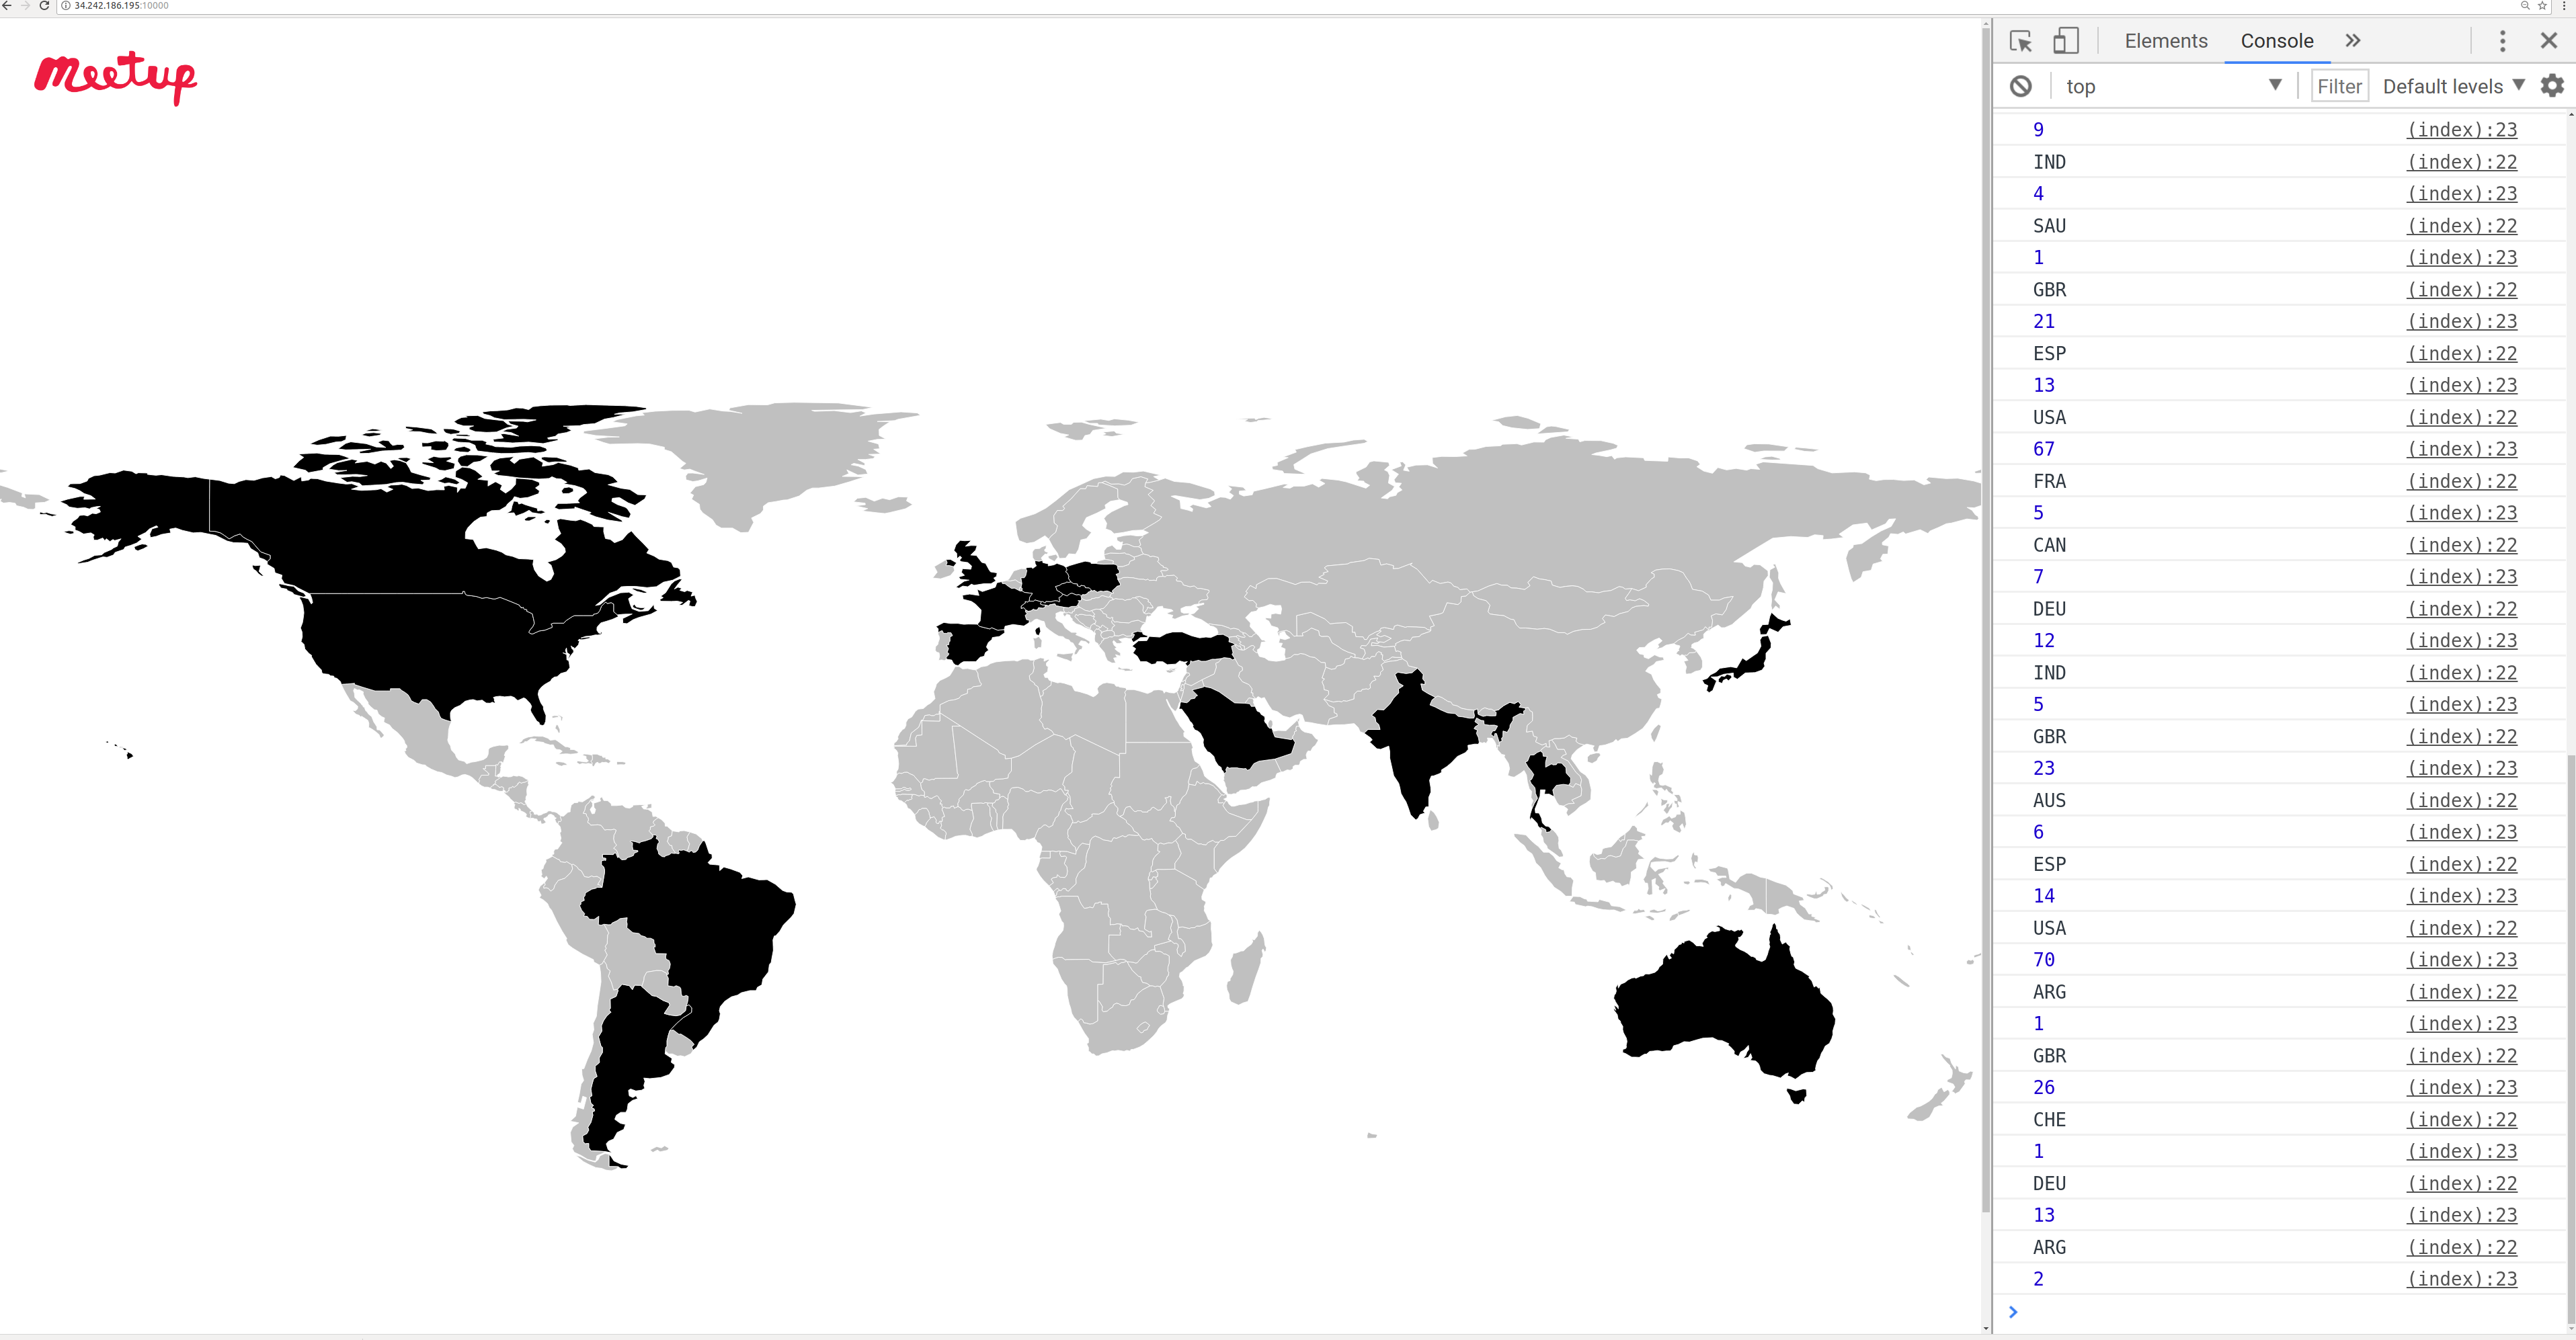 34.242.186.195:10000
Meetup
Elements Console »
top Filter Default levels
9 (index):23
IND (index):22
4 (index):23
SAU (index):22
1 (index):23
GBR (index):22
21 (index):23
ESP (index):22
13 (index):23
USA (index):22
67 (index):23
FRA (index):22
5 (index):23
CAN (index):22
7 (index):23
DEU (index):22
12 (index):23
IND (index):22
5 (index):23
GBR (index):22
23 (index):23
AUS (index):22
6 (index):23
ESP (index):22
14 (index):23
USA (index):22
70 (index):23
ARG (index):22
1 (index):23
GBR (index):22
26 (index):23
CHE (index):22
1 (index):23
DEU (index):22
13 (index):23
ARG (index):22
2 (index):23